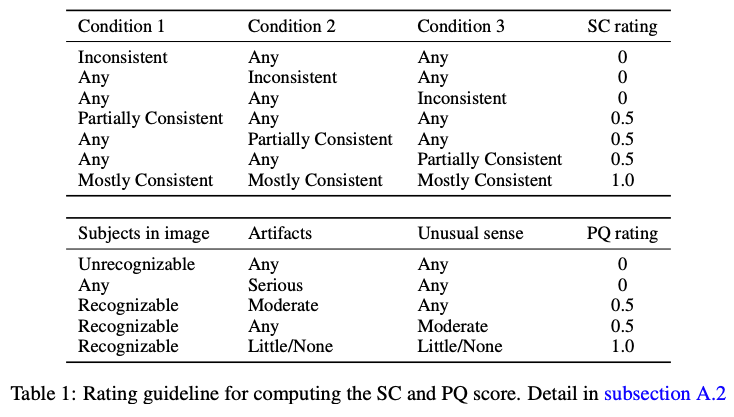 Condition 1 Condition 2 Condition 3 SC rating
Inconsistent Any Any 0
Any Inconsistent Any 0
Any Any Inconsistent 0
Partially Consistent Any Any 0.5
Any Partially Consistent Any 0.5
Any Any Partially Consistent 0.5
Mostly Consistent Mostly Consistent Mostly Consistent 1.0
Subjects in image Artifacts Unusual sense PQ rating
Unrecognizable Any Any 0
Any Serious Any 0
Recognizable Moderate Any 0.5
Recognizable Any Moderate 0.5
Recognizable Little/None Little/None 1.0
Table 1: Rating guideline for computing the SC and PQ score. Detail in subsection A.2